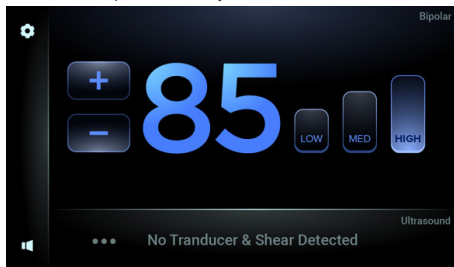 Bipolar
+
85
−
LOW
MED
HIGH
Ultrasound
No Tranducer & Shear Detected